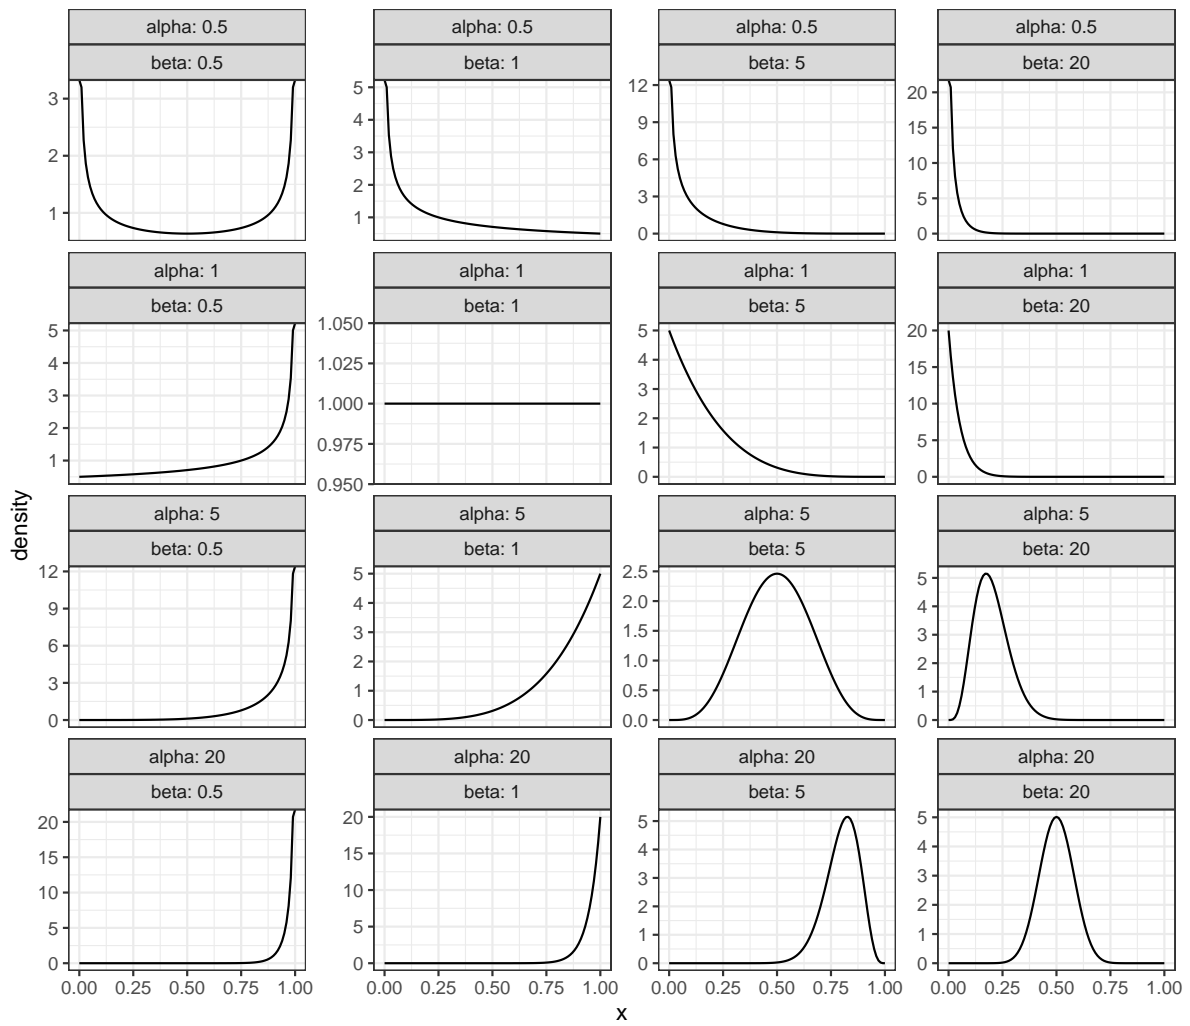 alpha: 0.5 alpha: 0.5 alpha: 0.5 alpha: 0.5
beta: 0.5 beta: 1 beta: 5 beta: 20
3 5 12 20
2 4 9 15
1 3 6 10
2 3 5
1 0 0
alpha: 1 alpha: 1 alpha: 1 alpha: 1
beta: 0.5 beta: 1 beta: 5 beta: 20
5 1.050 5 20
4 1.025 4 15
3 1.000 3 10
2 0.975 2 5
1 0.950 1 0
0
density
alpha: 5 alpha: 5 alpha: 5 alpha: 5
beta: 0.5 beta: 1 beta: 5 beta: 20
12 5 2.5 5
9 4 2.0 4
6 3 1.5 3
3 2 1.0 2
0 1 0.5 1
0 0.0 0
alpha: 20 alpha: 20 alpha: 20 alpha: 20
beta: 0.5 beta: 1 beta: 5 beta: 20
20 20 5 5
15 15 4 4
10 10 3 3
5 5 2 2
0 0 1 1
0 0
0.00 0.25 0.50 0.75 1.00 0.00 0.25 0.50 0.75 1.00 0.00 0.25 0.50 0.75 1.00 0.00 0.25 0.50 0.75 1.00
x